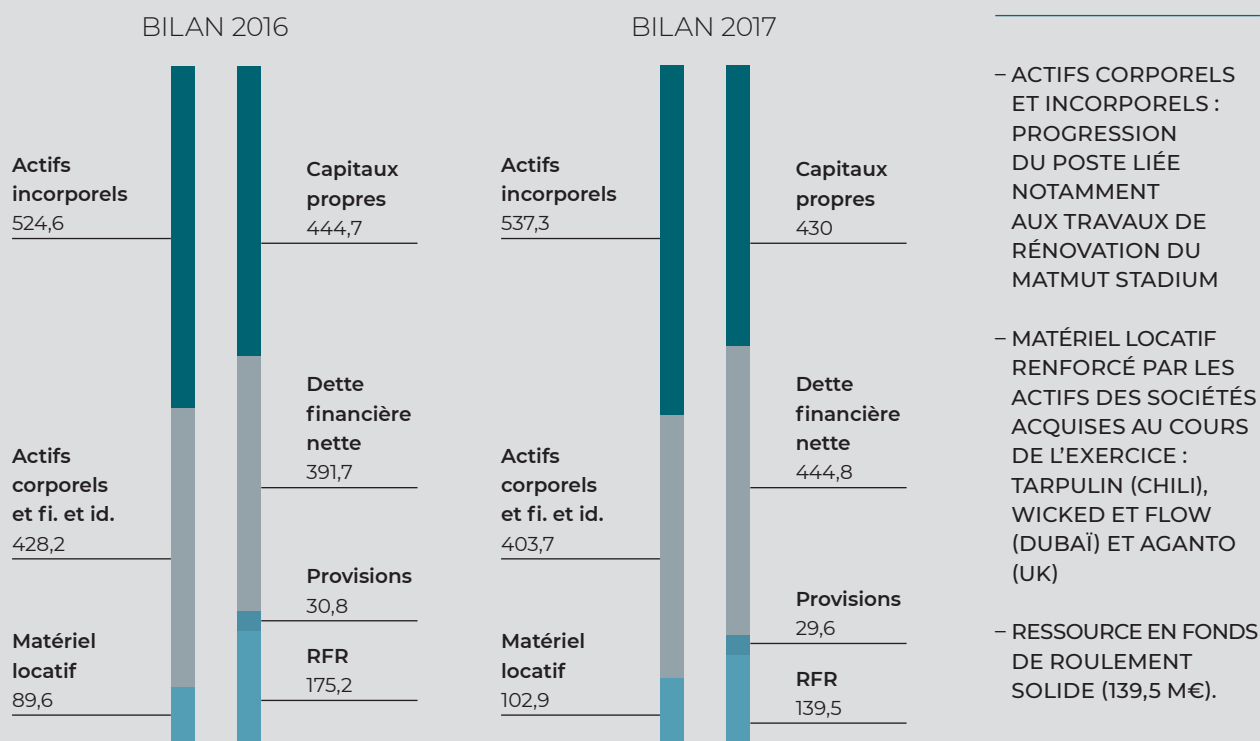 BILAN 2016
Actifs
incorporels
524,6
Actifs
corporels
et fi. et id.
428,2
Matériel
locatif
89,6
Capitaux
propres
444,7
Dette
financière
nette
391,7
Provisions
30,8
RFR
175,2
BILAN 2017
Actifs
incorporels
537,3
Actifs
corporels
et fi. et id.
403,7
Matériel
locatif
102,9
Capitaux
propres
430
Dette
financière
nette
444,8
Provisions
29,6
RFR
139,5
– ACTIFS CORPORELS
ET INCORPORELS :
PROGRESSION
DU POSTE LIÉE
NOTAMMENT
AUX TRAVAUX DE
RÉNOVATION DU
MATMUT STADIUM
– MATÉRIEL LOCATIF
RENFORCÉ PAR LES
ACTIFS DES SOCIÉTÉS
ACQUISES AU COURS
DE L’EXERCICE :
TARPULIN (CHILI),
WICKED ET FLOW
(DUBAÏ) ET AGANTO
(UK)
– RESSOURCE EN FONDS
DE ROULEMENT
SOLIDE (139,5 M€).